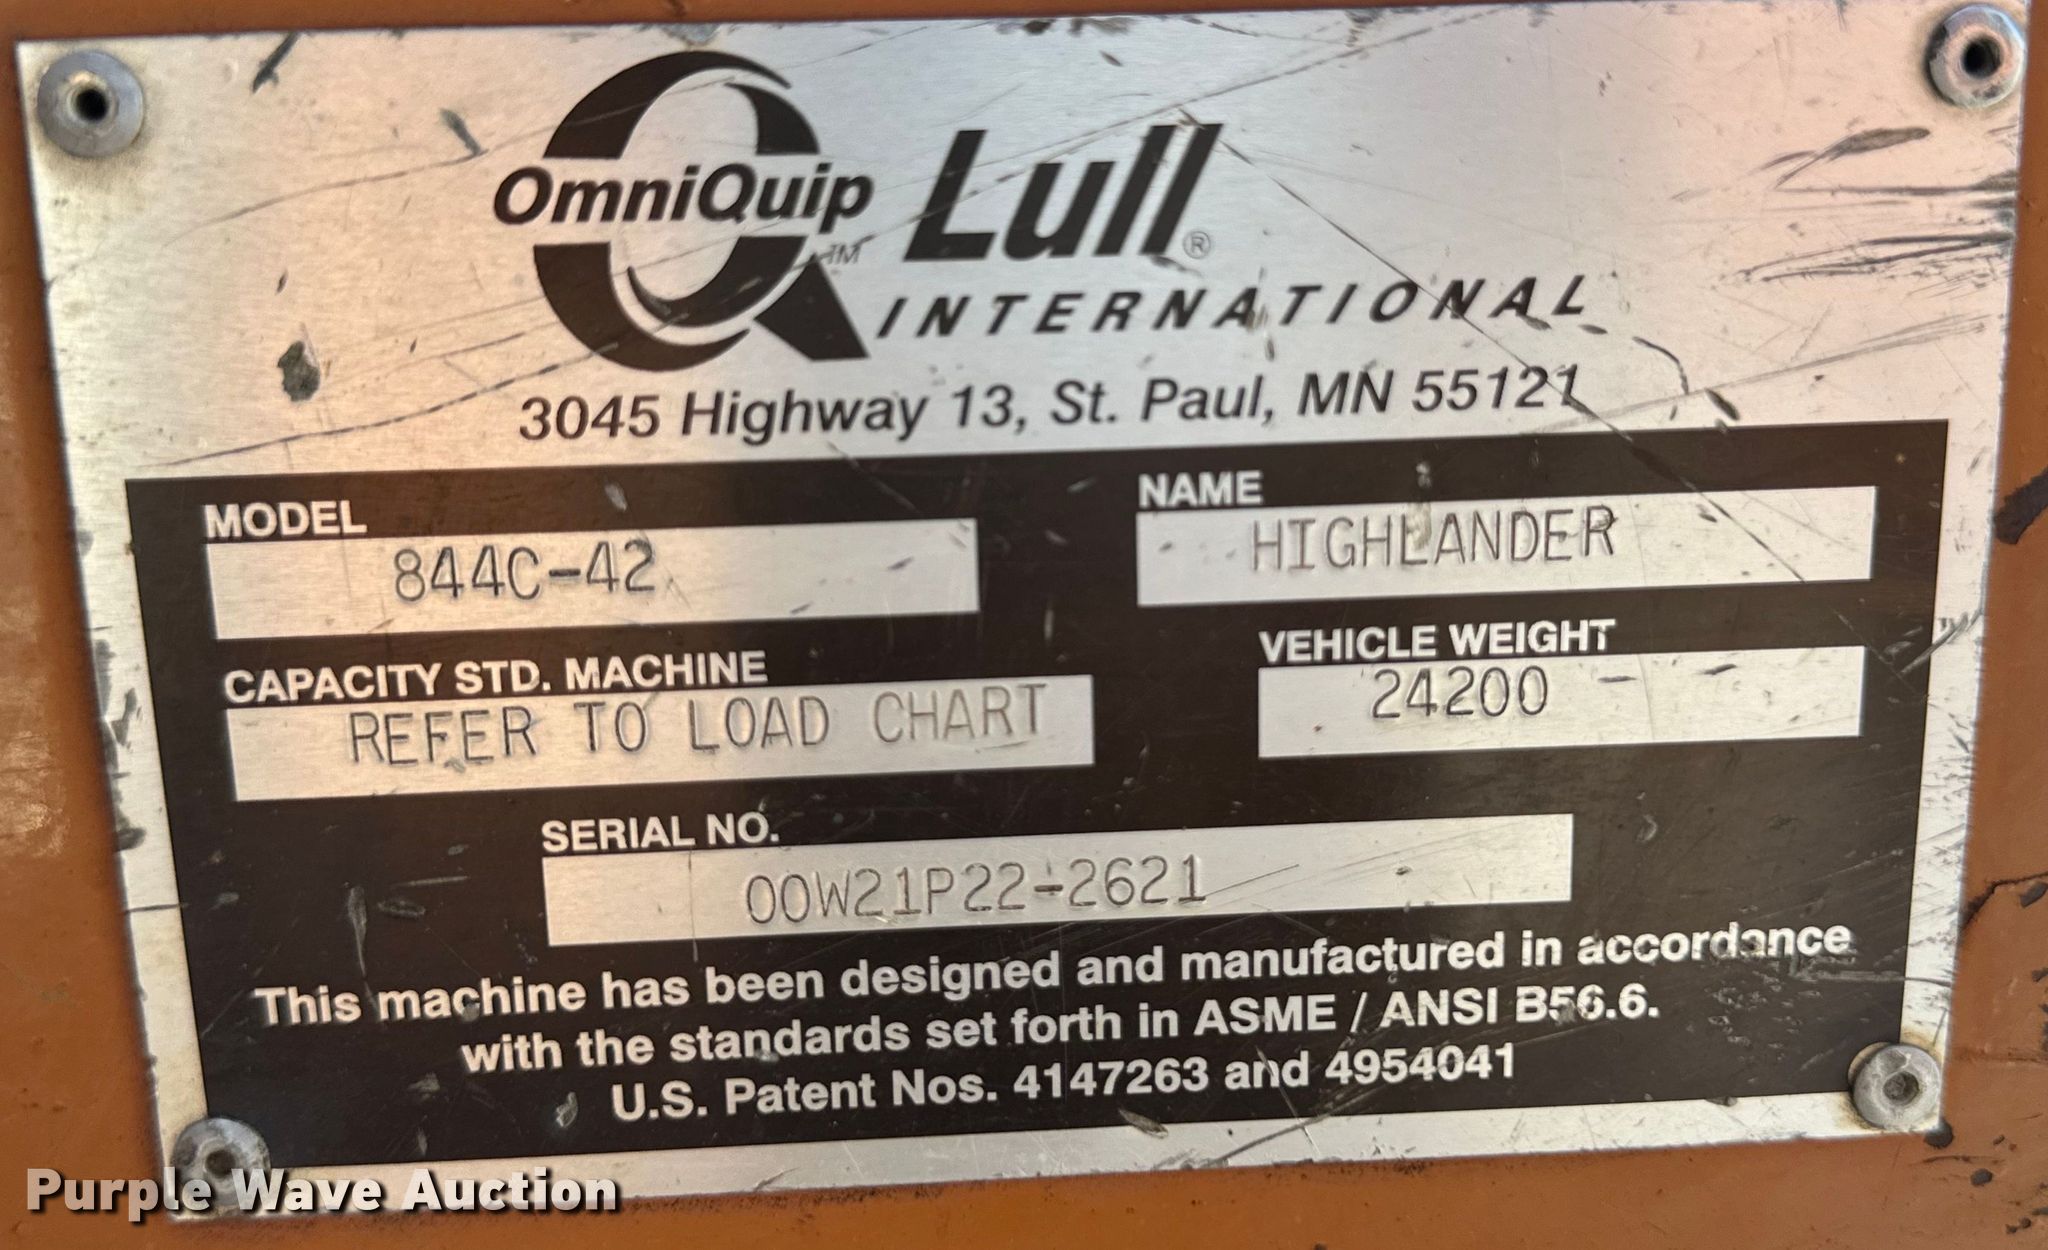 OmniQuip™ Lull®
INTERNATIONAL
3045 Highway 13, St. Paul, MN 55121
MODEL
844C-42
NAME
HIGHLANDER
CAPACITY STD. MACHINE
REFER TO LOAD CHART
VEHICLE WEIGHT
24200
SERIAL NO.
00W21P22-2621
This machine has been designed and manufactured in accordance
with the standards set forth in ASME / ANSI B56.6.
U.S. Patent Nos. 4147263 and 4954041
Purple Wave Auction